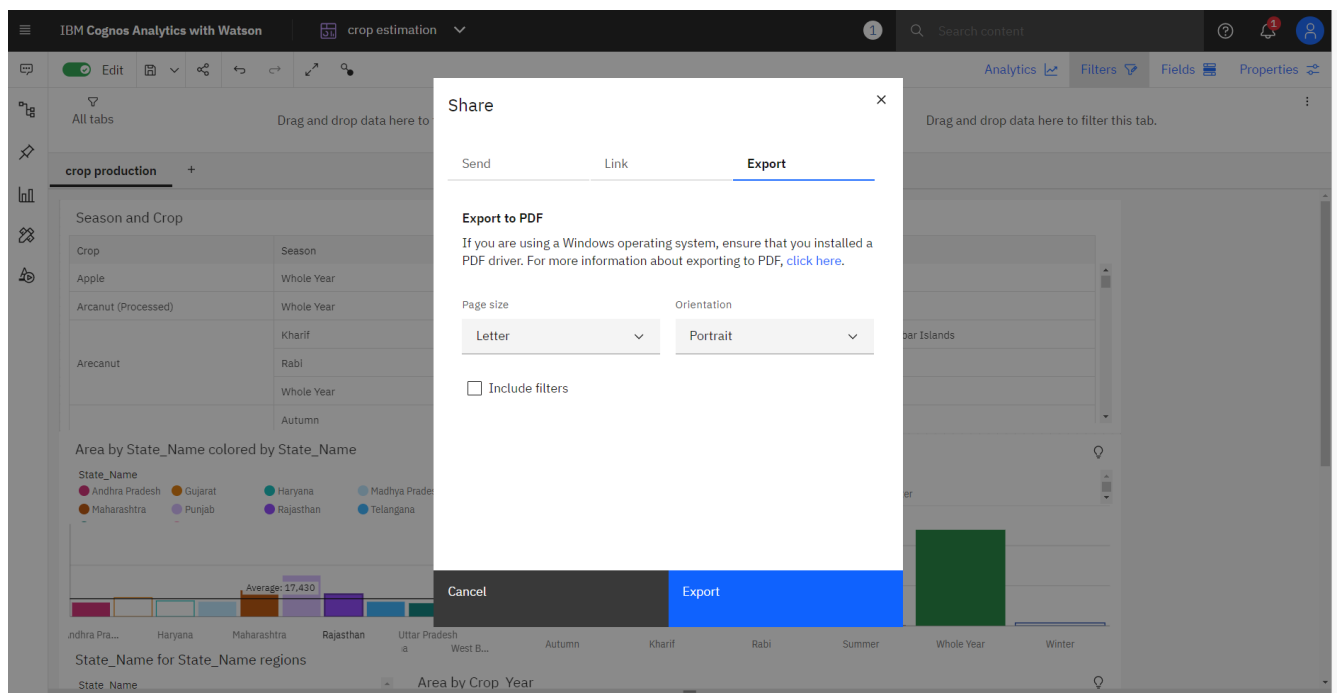 IBM Cognos Analytics with Watson
crop estimation
1
Search content
1
Edit
Analytics
Filters
Fields
Properties
All tabs
Drag and drop data here to
Drag and drop data here to filter this tab.
crop production
+
Share
Send
Link
Export
Export to PDF
If you are using a Windows operating system, ensure that you installed a
PDF driver. For more information about exporting to PDF, click here.
Page size
Orientation
Letter
Portrait
Include filters
Cancel
Export
Season and Crop
Crop
Season
Apple
Whole Year
Arcanut (Processed)
Whole Year
Kharif
bar Islands
Arecanut
Rabi
Whole Year
Autumn
Area by State_Name colored by State_Name
State_Name
Andhra Pradesh
Gujarat
Haryana
Madhya Prades
Maharashtra
Punjab
Rajasthan
Telangana
er
Average: 17,430
ndhra Pra...
Haryana
Maharashtra
Rajasthan
Uttar Pradesh
a
West B...
Autumn
Kharif
Rabi
Summer
Whole Year
Winter
State_Name for State_Name regions
State_Name
Area by Crop_Year